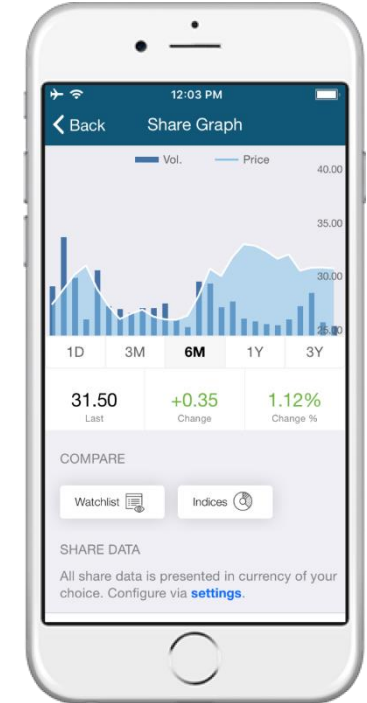 12:03 PM
Back Share Graph
Vol. Price
40.00
35.00
30.00
25.00
1D 3M 6M 1Y 3Y
31.50 +0.35 1.12%
Last Change Change %
COMPARE
Watchlist Indices
SHARE DATA
All share data is presented in currency of your
choice. Configure via settings.